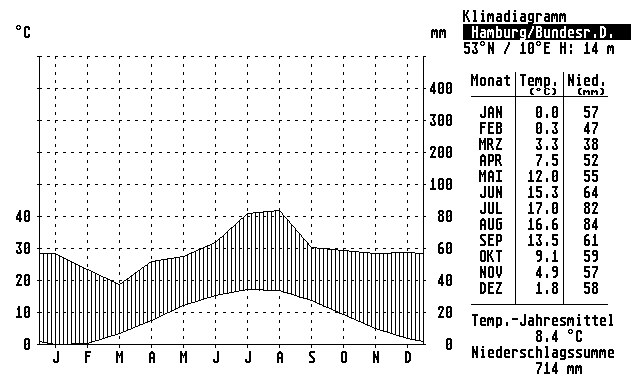 Klimadiagramm
Hamburg/Bundesr.D.
53°N / 10°E H: 14 m
°C
mm
400
300
200
100
40 80
30 60
20 40
10 20
0 0
J F M A M J J A S O N D
Monat Temp. Nied.
(°C) (mm)
JAN 0.0 57
FEB 0.3 47
MRZ 3.3 38
APR 7.5 52
MAI 12.0 55
JUN 15.3 64
JUL 17.0 82
AUG 16.6 84
SEP 13.5 61
OKT 9.1 59
NOV 4.9 57
DEZ 1.8 58
Temp.-Jahresmittel
8.4 °C
Niederschlagssumme
714 mm